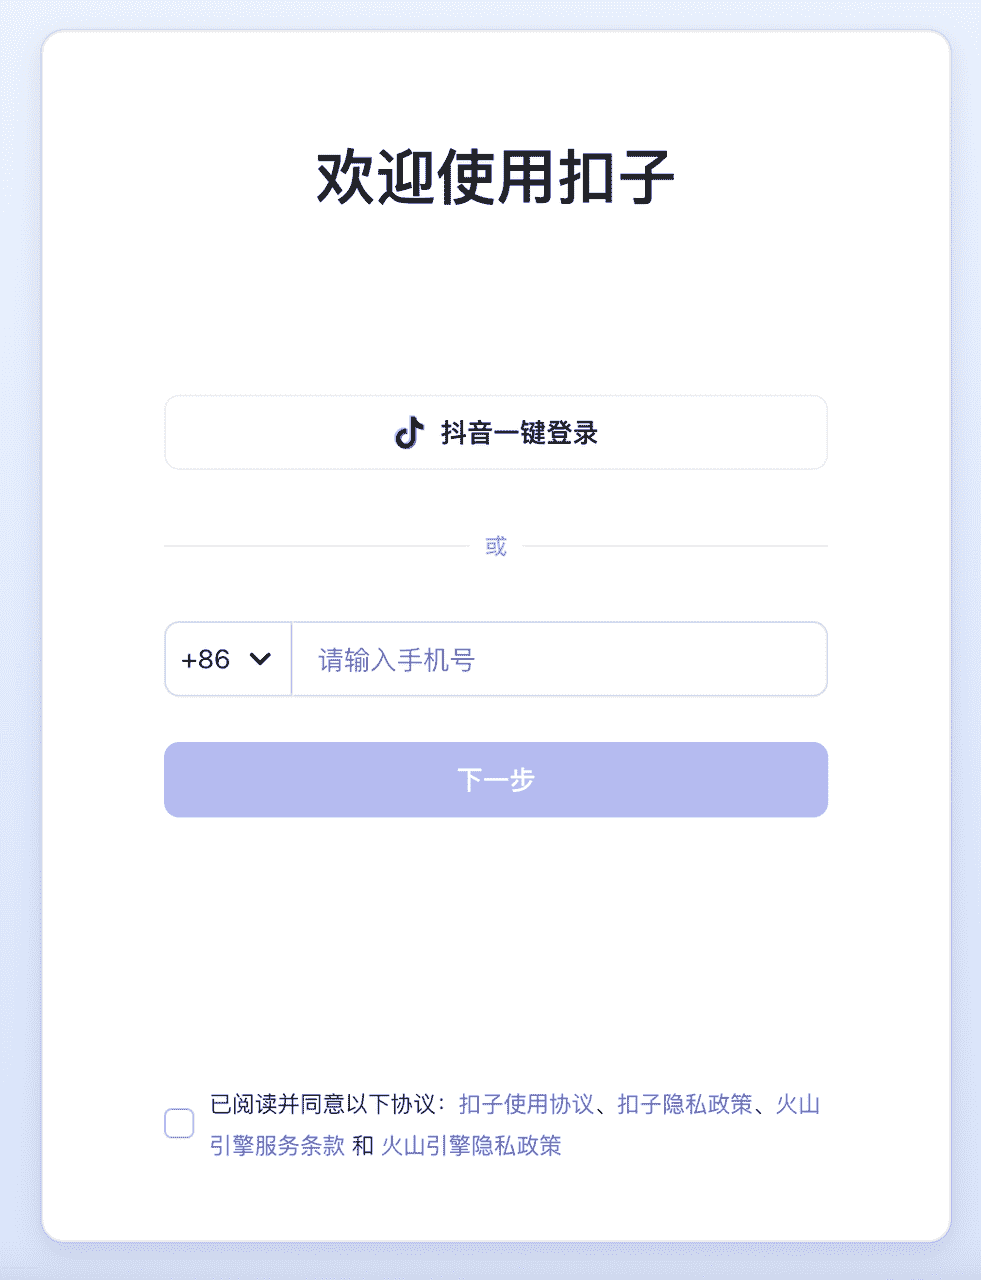 欢迎使用扣子
抖音一键登录
或
+86 请输入手机号
下一步
已阅读并同意以下协议：扣子使用协议、扣子隐私政策、火山
引擎服务条款 和 火山引擎隐私政策